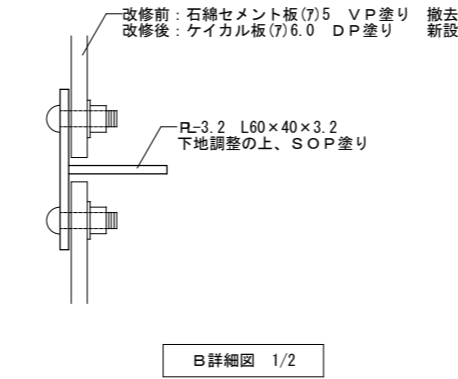 改修前：石綿セメント板(ｱ)5　ＶＰ塗り　撤去
改修後：ケイカル板(ｱ)6.0　ＤＰ塗り　新設
PL-3.2　L60×40×3.2
下地調整の上、ＳＯＰ塗り
Ｂ詳細図　1/2